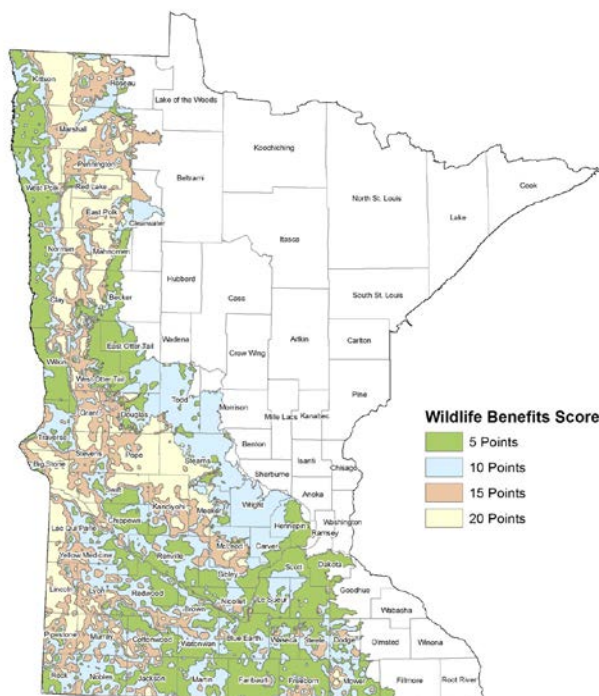 Kittson
Roseau
Lake of the Woods
Marshall
Koochiching
Pennington
Beltrami
Cook
North St. Louis
Lake
West Polk
Red Lake
East Polk
Clearwater
Itasca
Norman
Mahnomen
Hubbard
Cass
South St. Louis
Clay
Becker
Aitkin
Wadena
Crow Wing
Carlton
East Otter Tail
Wilkin
Pine
West Otter Tail
Todd
Morrison
Mille Lacs
Kanabec
Grant
Douglas
Wildlife Benefits Score
5 Points
10 Points
15 Points
20 Points
Traverse
Benton
Stevens
Pope
Stearns
Isanti
Big Stone
Sherburne
Chisago
Swift
Anoka
Kandiyohi
Meeker
Wright
Washington
Chippewa
Hennepin
Ramsey
Lac Qui Parle
McLeod
Carver
Yellow Medicine
Renville
Scott
Dakota
Sibley
Goodhue
Lincoln
Lyon
Redwood
Nicollet
Le Sueur
Wabasha
Brown
Pipestone
Murray
Cottonwood
Watonwan
Blue Earth
Waseca
Steele
Dodge
Olmsted
Winona
Rock
Nobles
Jackson
Martin
Faribault
Freeborn
Mower
Fillmore
Root River